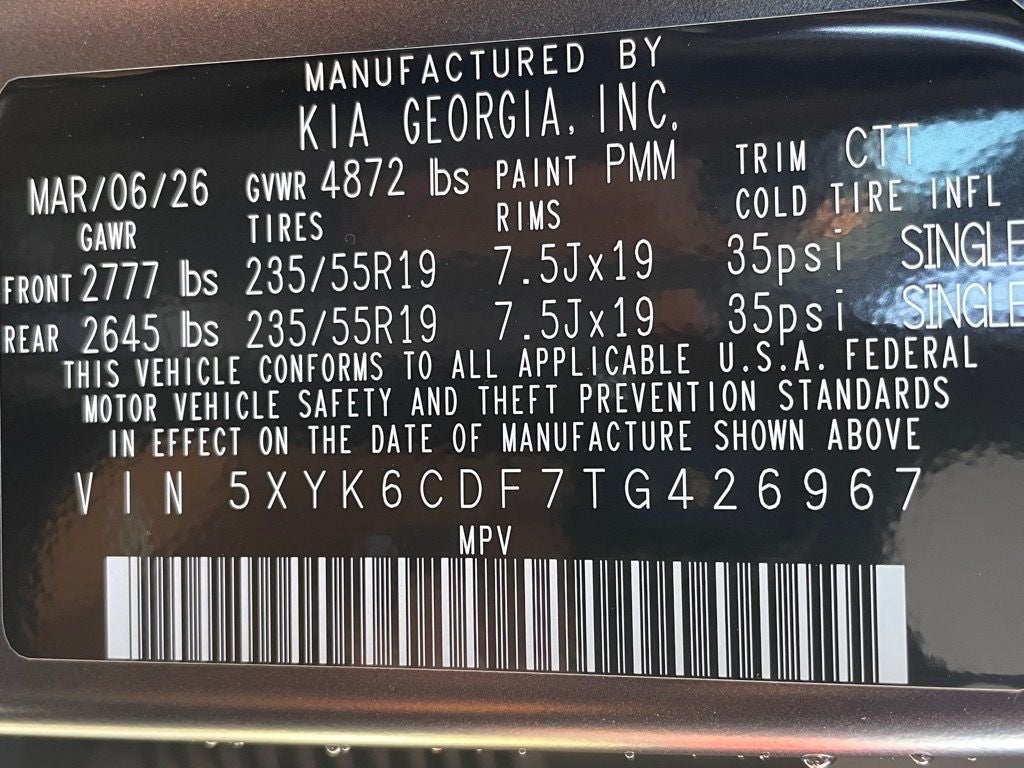 MANUFACTURED BY
KIA GEORGIA, INC.
MAR/06/26 GVWR 4872 lbs PAINT PMM TRIM CTT
GAWR TIRES RIMS COLD TIRE INFL
FRONT 2777 lbs 235/55R19 7.5Jx19 35psi SINGLE
REAR 2645 lbs 235/55R19 7.5Jx19 35psi SINGLE
THIS VEHICLE CONFORMS TO ALL APPLICABLE U.S.A. FEDERAL
MOTOR VEHICLE SAFETY AND THEFT PREVENTION STANDARDS
IN EFFECT ON THE DATE OF MANUFACTURE SHOWN ABOVE
VIN 5XYK6CDF7TG426967
MPV